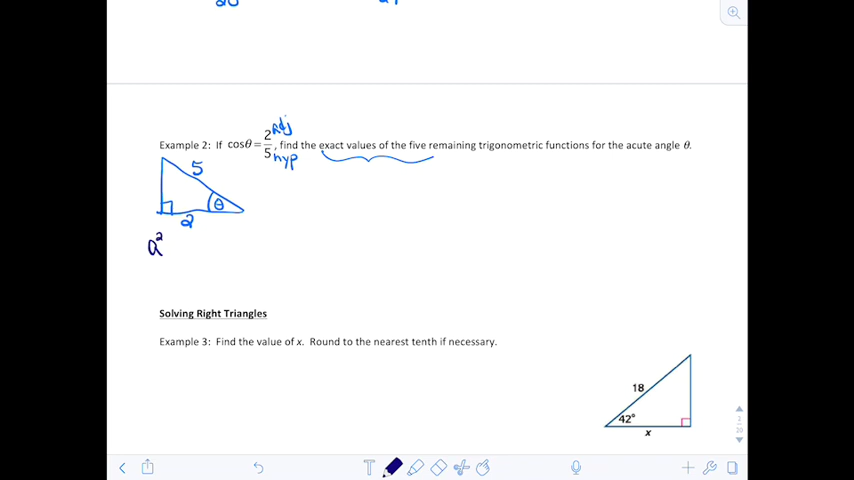 Example 2: If cosθ = 2/5, find the exact values of the five remaining trigonometric functions for the acute angle θ.
adj
hyp
5
θ
2
a²
Solving Right Triangles
Example 3: Find the value of x. Round to the nearest tenth if necessary.
18
42°
x
2
20
T